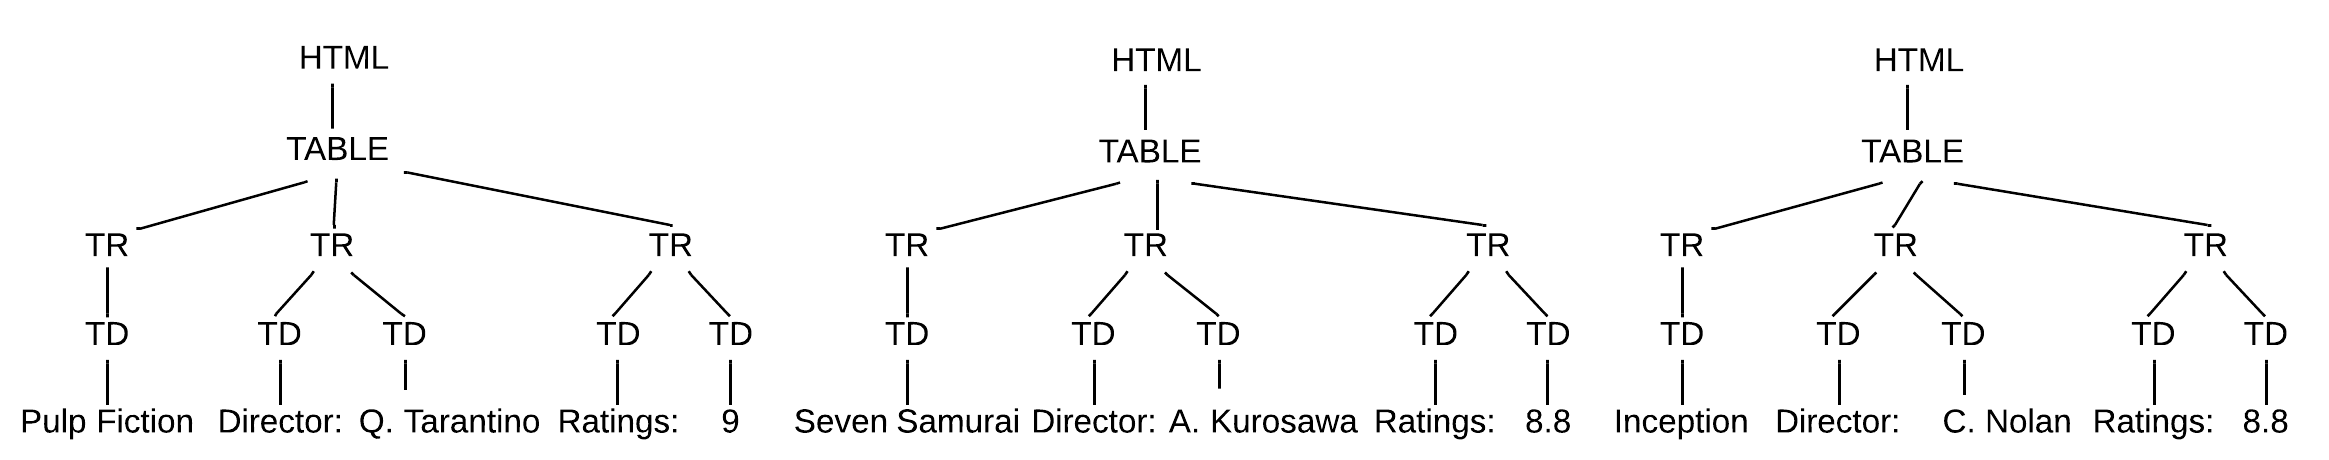 HTML HTML HTML
TABLE TABLE TABLE
TR TR TR TR TR TR TR TR TR
TD TD TD TD TD TD TD TD TD TD TD TD TD TD TD
Pulp Fiction Director: Q. Tarantino Ratings: 9 Seven Samurai Director: A. Kurosawa Ratings: 8.8 Inception Director: C. Nolan Ratings: 8.8